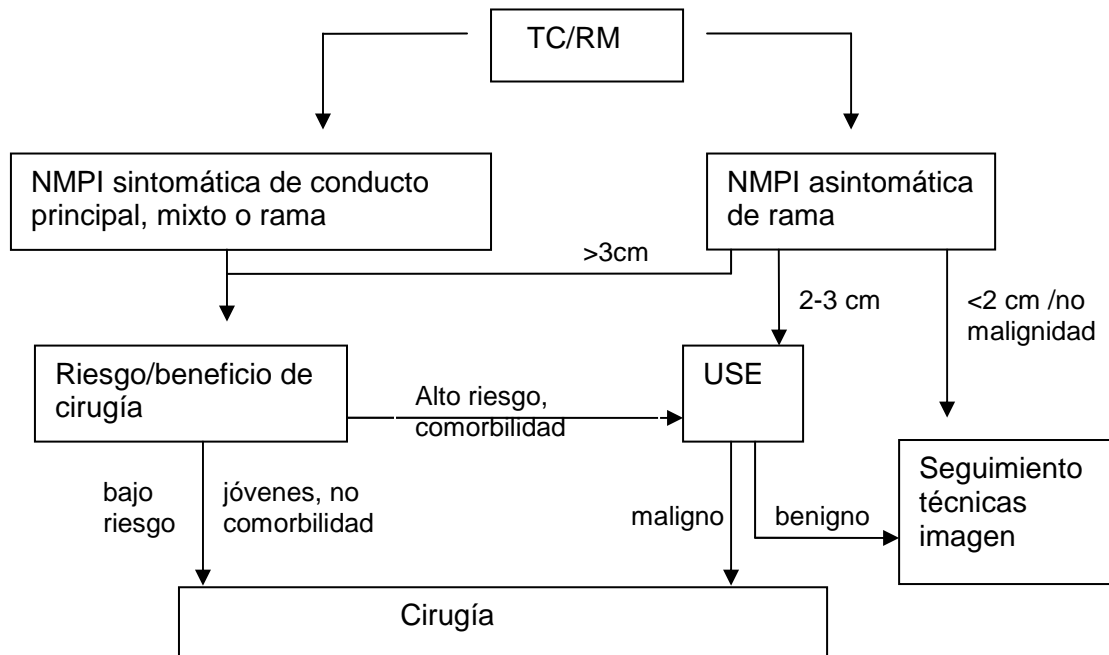 TC/RM
NMPI sintomática de conducto
principal, mixto o rama
NMPI asintomática
de rama
>3cm
2-3 cm
<2 cm /no
malignidad
Riesgo/beneficio de
cirugía
Alto riesgo,
comorbilidad
USE
Seguimiento
técnicas
imagen
bajo
riesgo
jóvenes, no
comorbilidad
maligno
benigno
Cirugía